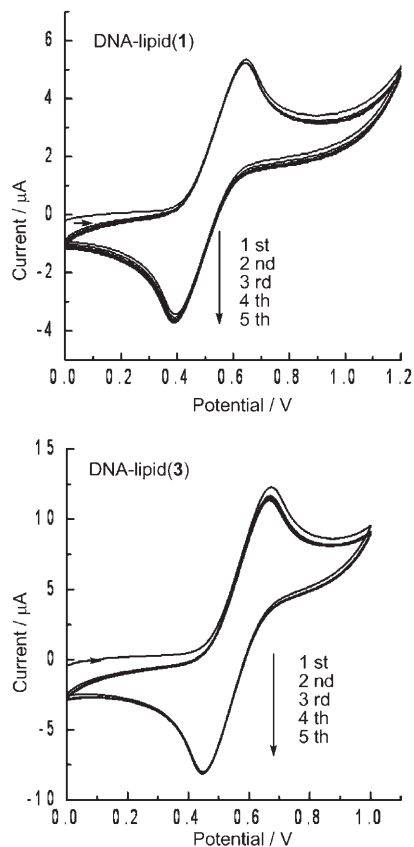 DNA-lipid(1)
6
4
2
0
-2
-4
Current / μA
1 st
2 nd
3 rd
4 th
5 th
0.0 0.2 0.4 0.6 0.8 1.0 1.2
Potential / V
DNA-lipid(3)
15
10
5
0
-5
-10
Current / μA
1 st
2 nd
3 rd
4 th
5 th
0.0 0.2 0.4 0.6 0.8 1.0
Potential / V